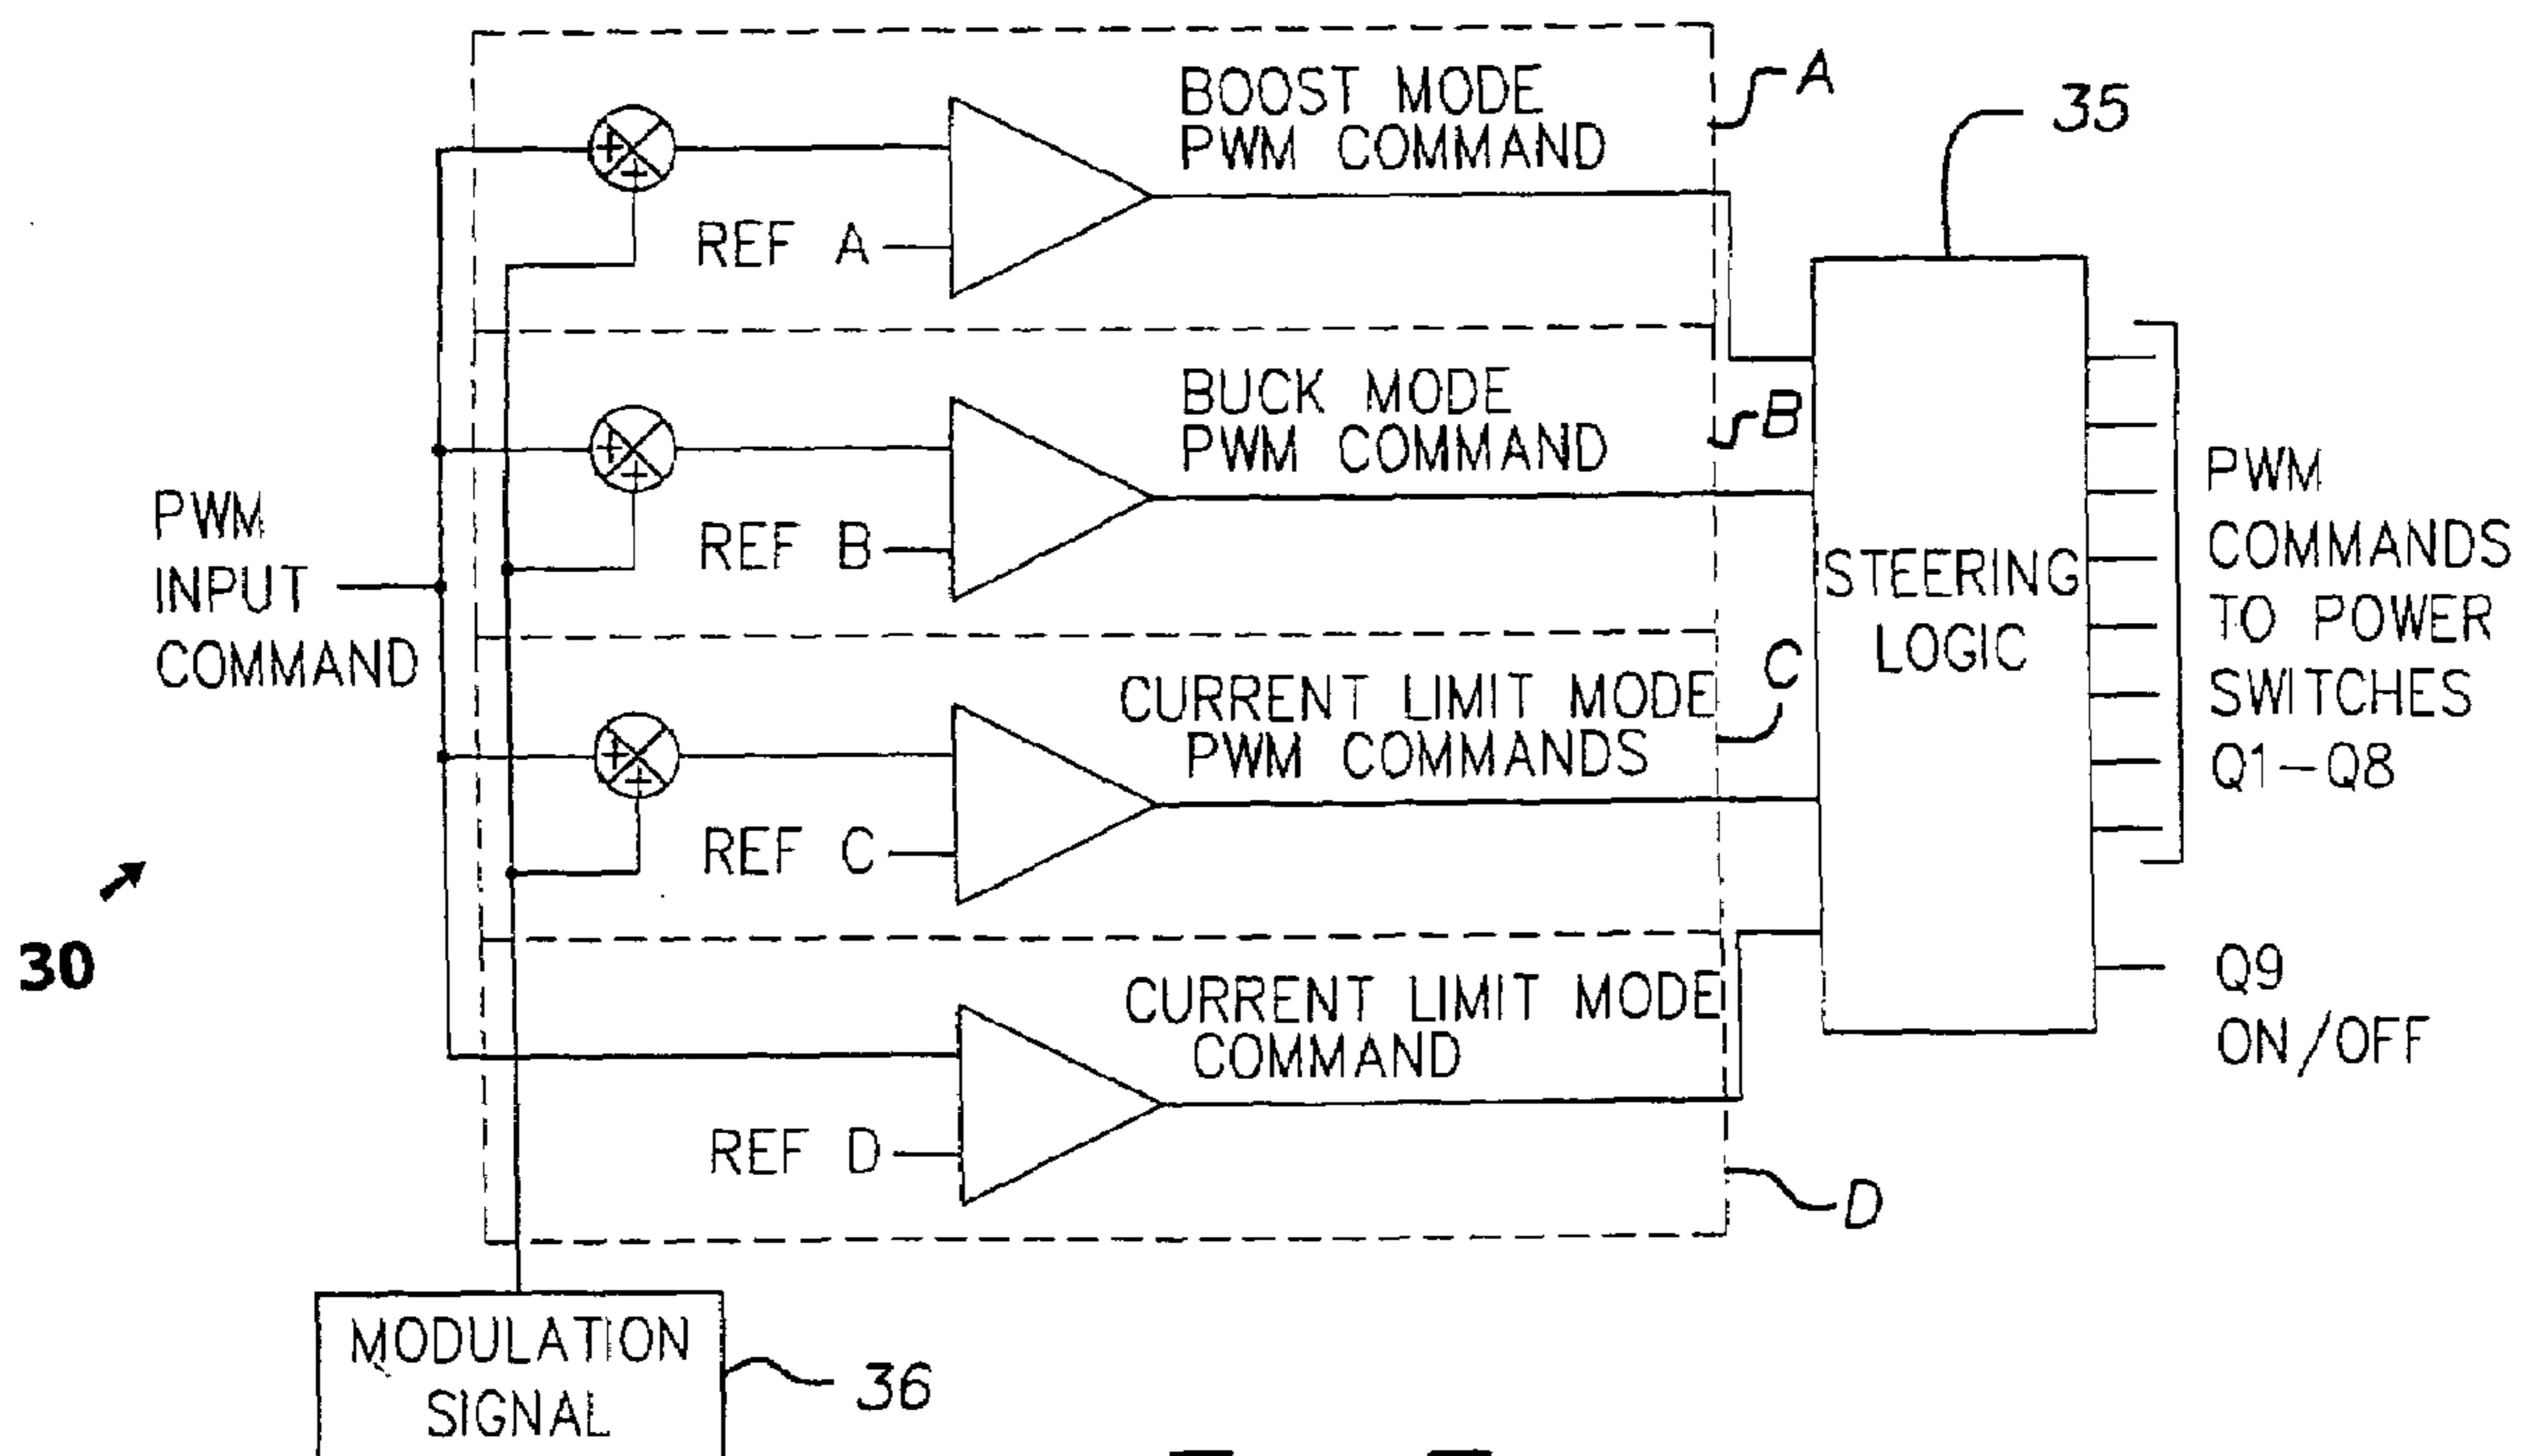 BOOST MODE
PWM COMMAND
A
35
REF A
BUCK MODE
PWM COMMAND
B
REF B
PWM
INPUT
COMMAND
STEERING
LOGIC
PWM
COMMANDS
TO POWER
SWITCHES
Q1-Q8
CURRENT LIMIT MODE
PWM COMMANDS
C
REF C
30
CURRENT LIMIT MODE
COMMAND
Q9
ON/OFF
REF D
D
MODULATION
SIGNAL
36